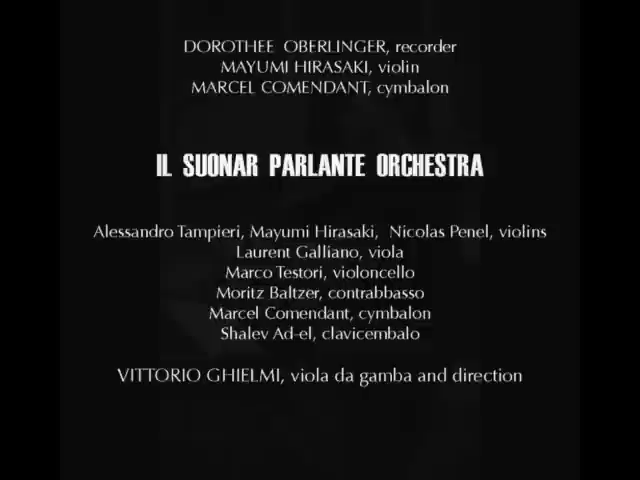 DOROTHEE OBERLINGER, recorder
MAYUMI HIRASAKI, violin
MARCEL COMENDANT, cymbalon
IL SUONAR PARLANTE ORCHESTRA
Alessandro Tampieri, Mayumi Hirasaki, Nicolas Penel, violins
Laurent Galliano, viola
Marco Testori, violoncello
Moritz Baltzer, contrabbasso
Marcel Comendant, cymbalon
Shalev Ad-el, clavicembalo
VITTORIO GHIELMI, viola da gamba and direction